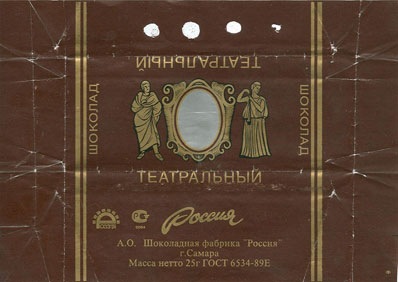 ТЕАТРАЛЬНЫЙ
ШОКОЛАД
ШОКОЛАД
ТЕАТРАЛЬНЫЙ
Россия
А.О. Шоколадная фабрика "Россия"
г.Самара
Масса нетто 25г ГОСТ 6534-89Е